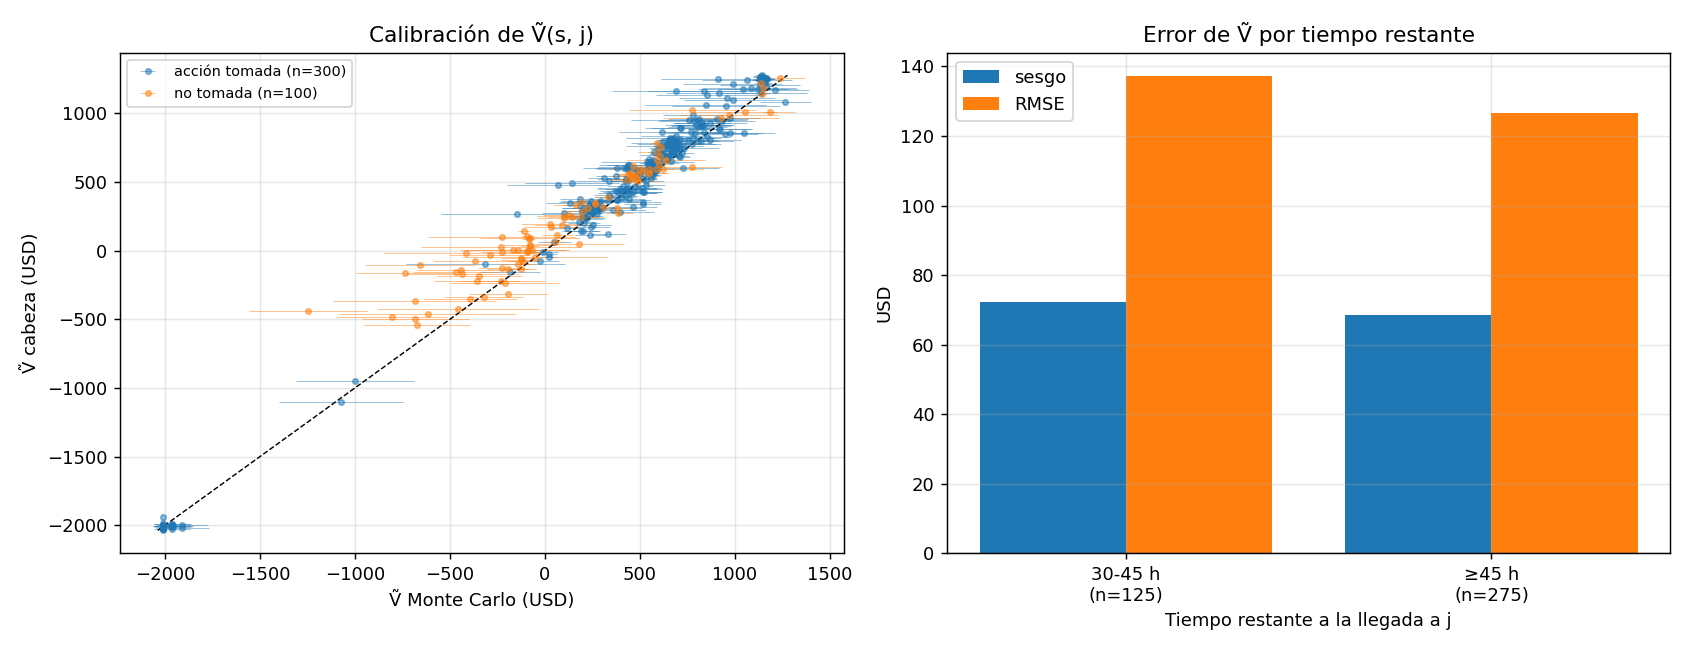 Calibración de Ṽ(s, j)
acción tomada (n=300)
no tomada (n=100)
Ṽ cabeza (USD)
1000
500
0
−500
−1000
−1500
−2000
−2000 −1500 −1000 −500 0 500 1000 1500
Ṽ Monte Carlo (USD)
Error de Ṽ por tiempo restante
sesgo
RMSE
USD
140
120
100
80
60
40
20
0
30-45 h
(n=125)
≥45 h
(n=275)
Tiempo restante a la llegada a j